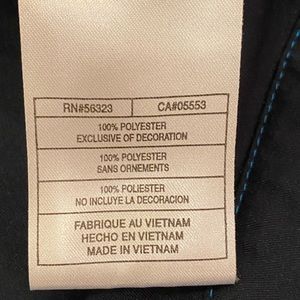 RN#56323 CA#05553
100% POLYESTER
EXCLUSIVE OF DECORATION
100% POLYESTER
SANS ORNEMENTS
100% POLIESTER
NO INCLUYE LA DECORACION
FABRIQUE AU VIETNAM
HECHO EN VIETNAM
MADE IN VIETNAM